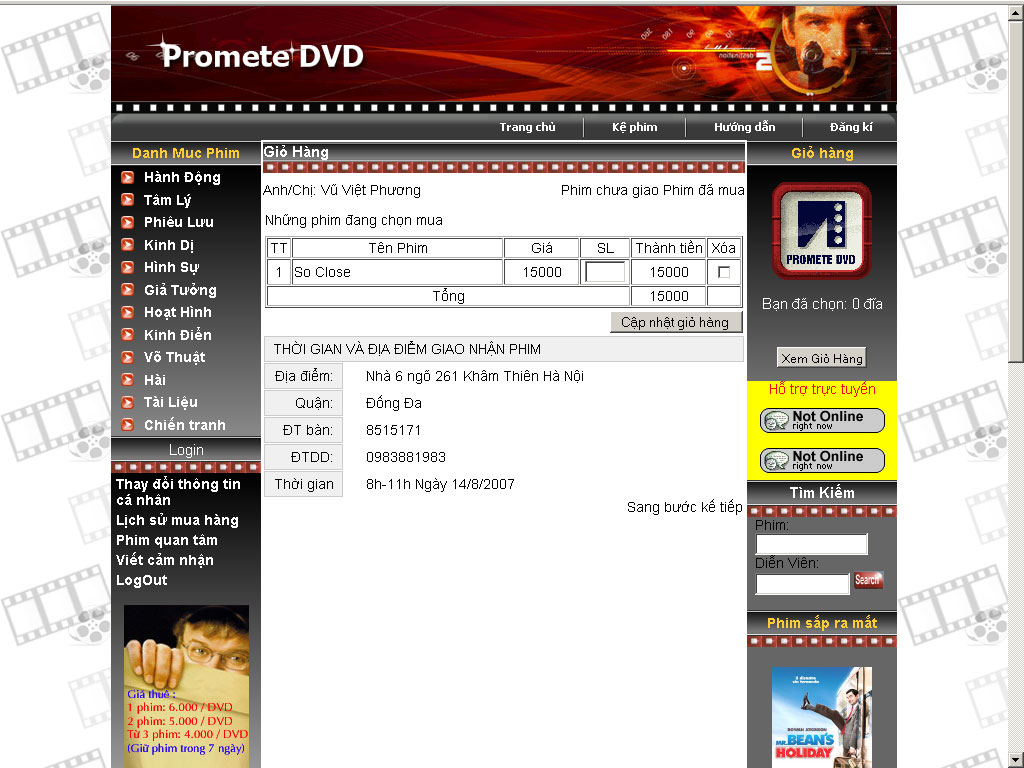 Promete DVD
Trang chủ
Kệ phim
Hướng dẫn
Đăng kí
Danh Muc Phim
Hành Động
Tâm Lý
Phiêu Lưu
Kinh Dị
Hình Sự
Giả Tưởng
Hoạt Hình
Kinh Điển
Võ Thuật
Hài
Tài Liệu
Chiến tranh
Login
Thay đổi thông tin
cá nhân
Lịch sử mua hàng
Phim quan tâm
Viết cảm nhận
LogOut
Giá thuê :
1 phim: 6.000 / DVD
2 phim: 5.000 / DVD
Từ 3 phim: 4.000 / DVD
(Giữ phim trong 7 ngày)
Giỏ Hàng
Anh/Chị: Vũ Việt Phương
Phim chưa giao Phim đã mua
Những phim đang chọn mua
TT Tên Phim Giá SL Thành tiền Xóa
1 So Close 15000 15000
Tổng 15000
Cập nhật giỏ hàng
THỜI GIAN VÀ ĐỊA ĐIỂM GIAO NHẬN PHIM
Địa điểm: Nhà 6 ngõ 261 Khâm Thiên Hà Nội
Quận: Đống Đa
ĐT bàn: 8515171
ĐTDD: 0983881983
Thời gian 8h-11h Ngày 14/8/2007
Sang bước kế tiếp
Giỏ hàng
PROMETE DVD
Bạn đã chọn: 0 đĩa
Xem Giỏ Hàng
Hỗ trợ trực tuyến
Not Online
right now
Not Online
right now
Tìm Kiếm
Phim:
Diễn Viên:
Search
Phim sắp ra mắt
ROWAN ATKINSON
MR. BEAN'S
HOLIDAY